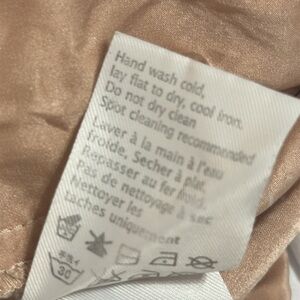 Hand wash cold,
lay flat to dry, cool iron.
Do not dry clean
Spot cleaning recommended
Laver à la main à l'eau
froide, Sécher à plat,
Repasser au fer froid.
Pas de nettoyage à sec
Nettoyer les
taches uniquement
30